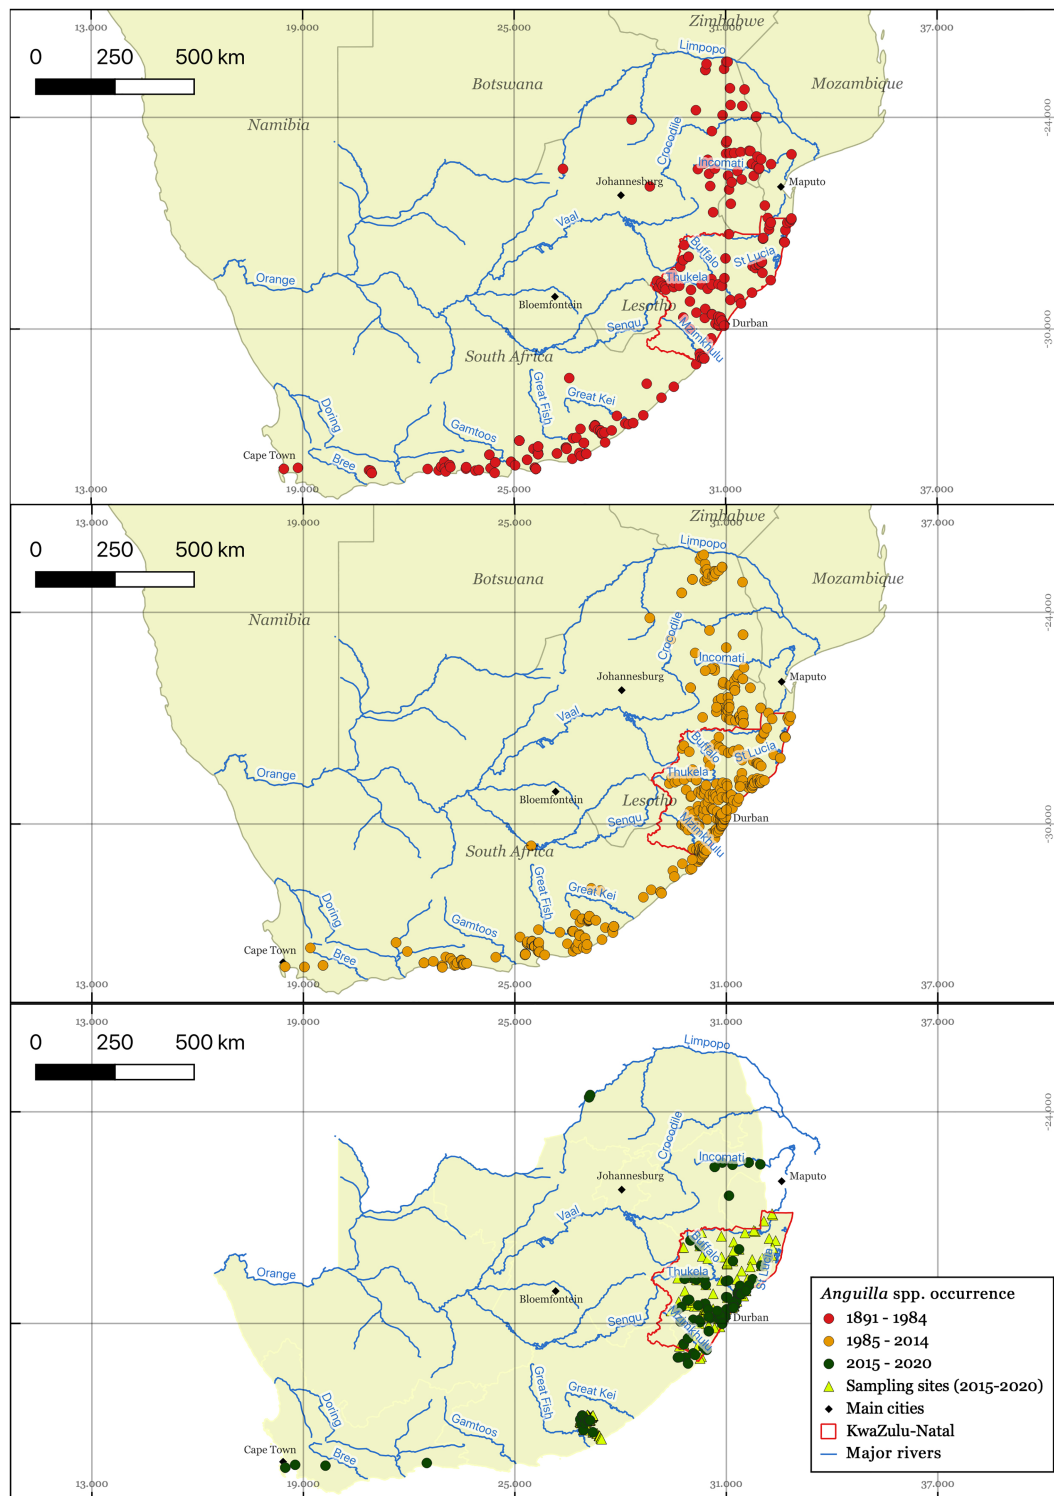 Zimbabwe
13.000 19.000 25.000 31.000 37.000
Limpopo
0 250 500 km
Botswana
Mozambique
-24.000
Namibia
Crocodile
Incomati
Johannesburg
Maputo
Vaal
Buffalo
St Lucia
Orange
Thukela
Bloemfontein
Lesotho
Senqu
Mzimkhulu
Durban
-30.000
South Africa
Great Fish
Great Kei
Doring
Gamtoos
Cape Town
Bree
13.000 19.000 25.000 31.000 37.000
Zimbabwe
13.000 19.000 25.000 31.000 37.000
Limpopo
0 250 500 km
Botswana
Mozambique
-24.000
Namibia
Crocodile
Incomati
Johannesburg
Maputo
Vaal
Buffalo
St Lucia
Orange
Thukela
Bloemfontein
Lesotho
Senqu
Mzimkhulu
Durban
-30.000
South Africa
Great Fish
Great Kei
Doring
Gamtoos
Cape Town
Bree
13.000 19.000 25.000 31.000 37.000
13.000 19.000 25.000 31.000 37.000
0 250 500 km
Limpopo
-24.000
Crocodile
Incomati
Johannesburg
Maputo
Vaal
Buffalo
St Lucia
Orange
Thukela
Bloemfontein
Senqu
Mzimkhulu
Durban
Great Fish
Great Kei
Doring
Gamtoos
Cape Town
Bree
13.000 19.000 25.000 31.000 37.000
Anguilla spp. occurrence
1891 - 1984
1985 - 2014
2015 - 2020
Sampling sites (2015-2020)
Main cities
KwaZulu-Natal
Major rivers